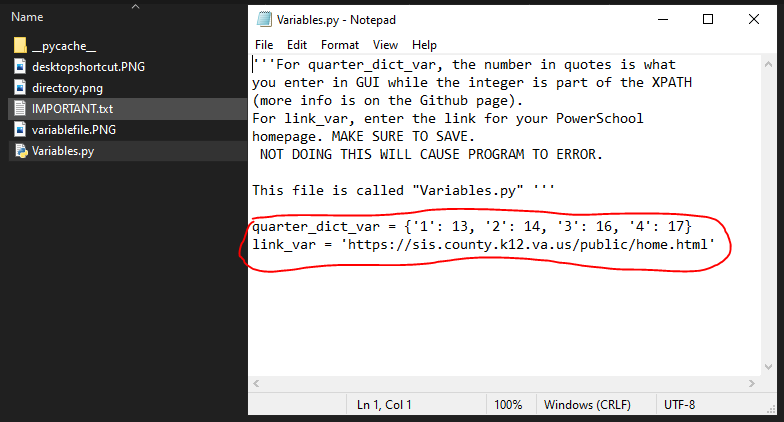 Name
__pycache__
desktopshortcut.PNG
directory.png
IMPORTANT.txt
variablefile.PNG
Variables.py
Variables.py - Notepad
File Edit Format View Help
'''For quarter_dict_var, the number in quotes is what
you enter in GUI while the integer is part of the XPATH
(more info is on the Github page).
For link_var, enter the link for your PowerSchool
homepage. MAKE SURE TO SAVE.
NOT DOING THIS WILL CAUSE PROGRAM TO ERROR.
This file is called "Variables.py" '''
quarter_dict_var = {'1': 13, '2': 14, '3': 16, '4': 17}
link_var = 'https://sis.county.k12.va.us/public/home.html'
Ln 1, Col 1 100% Windows (CRLF) UTF-8